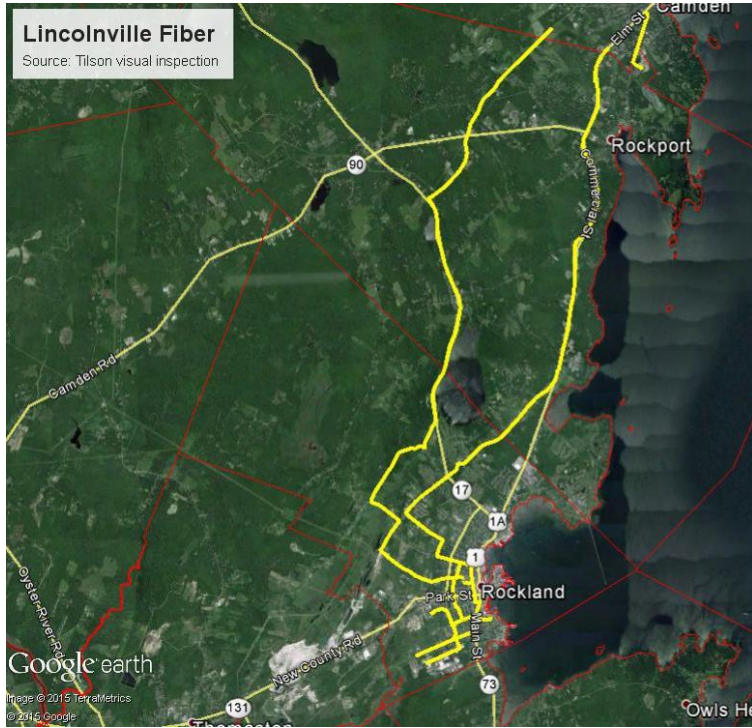 Lincolnville Fiber
Source: Tilson visual inspection
Camden
Elm St
Rockport
90
Commercial St
Camden Rd
17
1A
1
Rockland
Park St
Main St
Oyster River Rd
New County Rd
73
131
Thomaston
Owls He
Google earth
Image © 2015 TerraMetrics
© 2015 Google